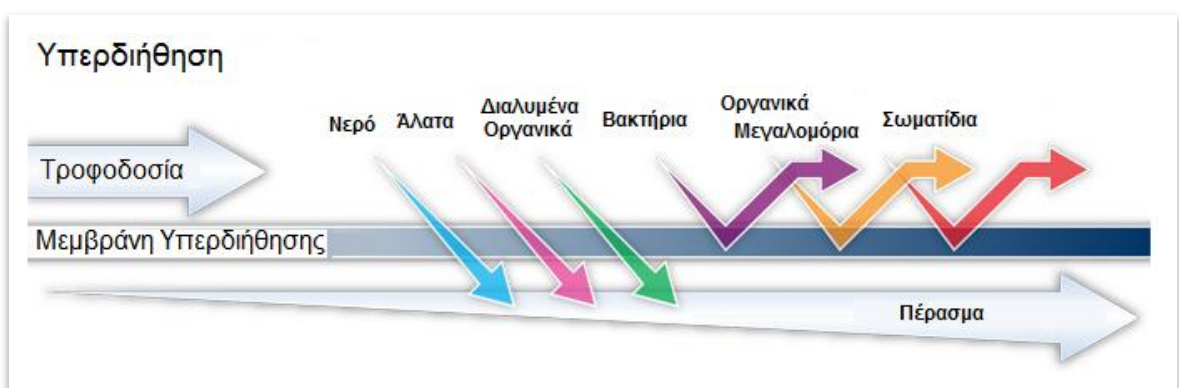 Υπερδιήθηση
Νερό
Άλατα
Διαλυμένα
Οργανικά
Βακτήρια
Οργανικά
Μεγαλομόρια
Σωματίδια
Τροφοδοσία
Μεμβράνη Υπερδιήθησης
Πέρασμα